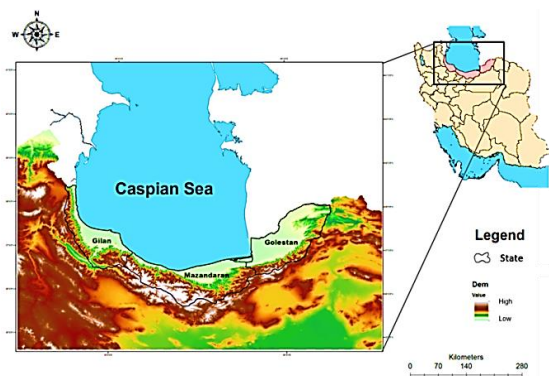 N
W E
S
Caspian Sea
Gilan
Mazandaran
Golestan
Legend
State
Dem
Value
High
Low
Kilometers
0 70 140 280